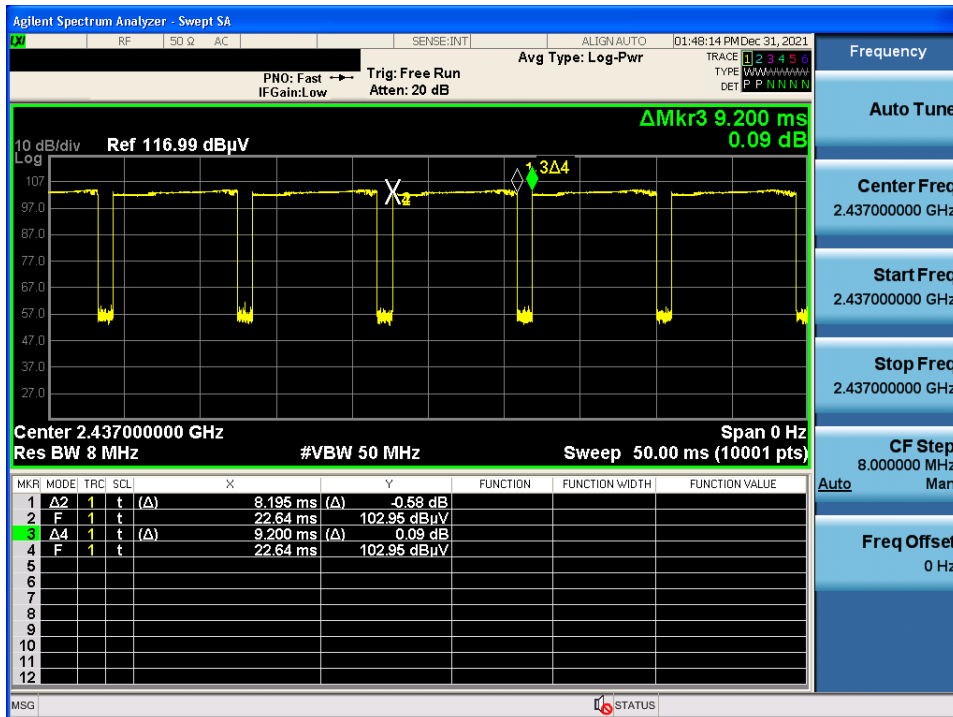 Agilent Spectrum Analyzer - Swept SA
LXI RF 50 Ω AC SENSE:INT ALIGN AUTO 01:48:14 PM Dec 31, 2021
Frequency
PNO: Fast Trig: Free Run Avg Type: Log-Pwr TRACE 1 2 3 4 5 6
IFGain:Low Atten: 20 dB TYPE WWWWWW
DET P P N N N N
Auto Tune
ΔMkr3 9.200 ms
0.09 dB
10 dB/div Ref 116.99 dBµV
Log
3Δ4
107
97.0
87.0
77.0
67.0
57.0
47.0
37.0
27.0
Center 2.437000000 GHz Span 0 Hz
Res BW 8 MHz #VBW 50 MHz Sweep 50.00 ms (10001 pts)
Center Freq
2.437000000 GHz
Start Freq
2.437000000 GHz
Stop Freq
2.437000000 GHz
CF Step
8.000000 MHz
Auto Man
Freq Offset
0 Hz
MKR MODE TRC SCL X Y FUNCTION FUNCTION WIDTH FUNCTION VALUE
1 Δ2 1 t (Δ) 8.195 ms (Δ) -0.58 dB
2 F 1 t 22.64 ms 102.95 dBµV
3 Δ4 1 t (Δ) 9.200 ms (Δ) 0.09 dB
4 F 1 t 22.64 ms 102.95 dBµV
5
6
7
8
9
10
11
12
MSG STATUS